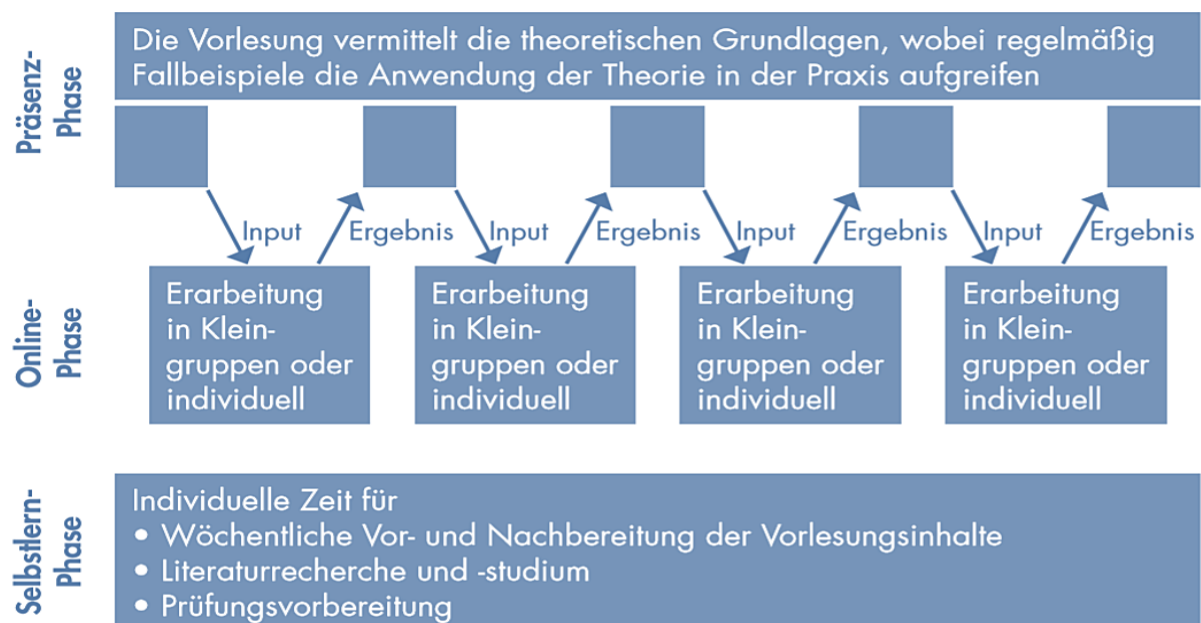 Präsenz-
Phase
Die Vorlesung vermittelt die theoretischen Grundlagen, wobei regelmäßig
Fallbeispiele die Anwendung der Theorie in der Praxis aufgreifen
Input
Ergebnis
Input
Ergebnis
Input
Ergebnis
Input
Ergebnis
Online-
Phase
Erarbeitung
in Klein-
gruppen oder
individuell
Erarbeitung
in Klein-
gruppen oder
individuell
Erarbeitung
in Klein-
gruppen oder
individuell
Erarbeitung
in Klein-
gruppen oder
individuell
Selbstlern-
Phase
Individuelle Zeit für
• Wöchentliche Vor- und Nachbereitung der Vorlesungsinhalte
• Literaturrecherche und -studium
• Prüfungsvorbereitung